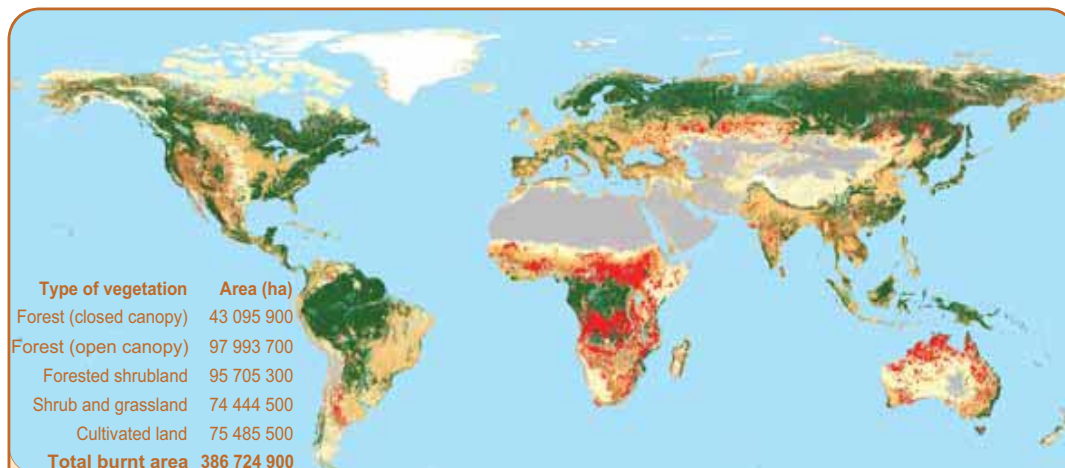 Type of vegetation Area (ha)
Forest (closed canopy) 43 095 900
Forest (open canopy) 97 993 700
Forested shrubland 95 705 300
Shrub and grassland 74 444 500
Cultivated land 75 485 500
Total burnt area 386 724 900